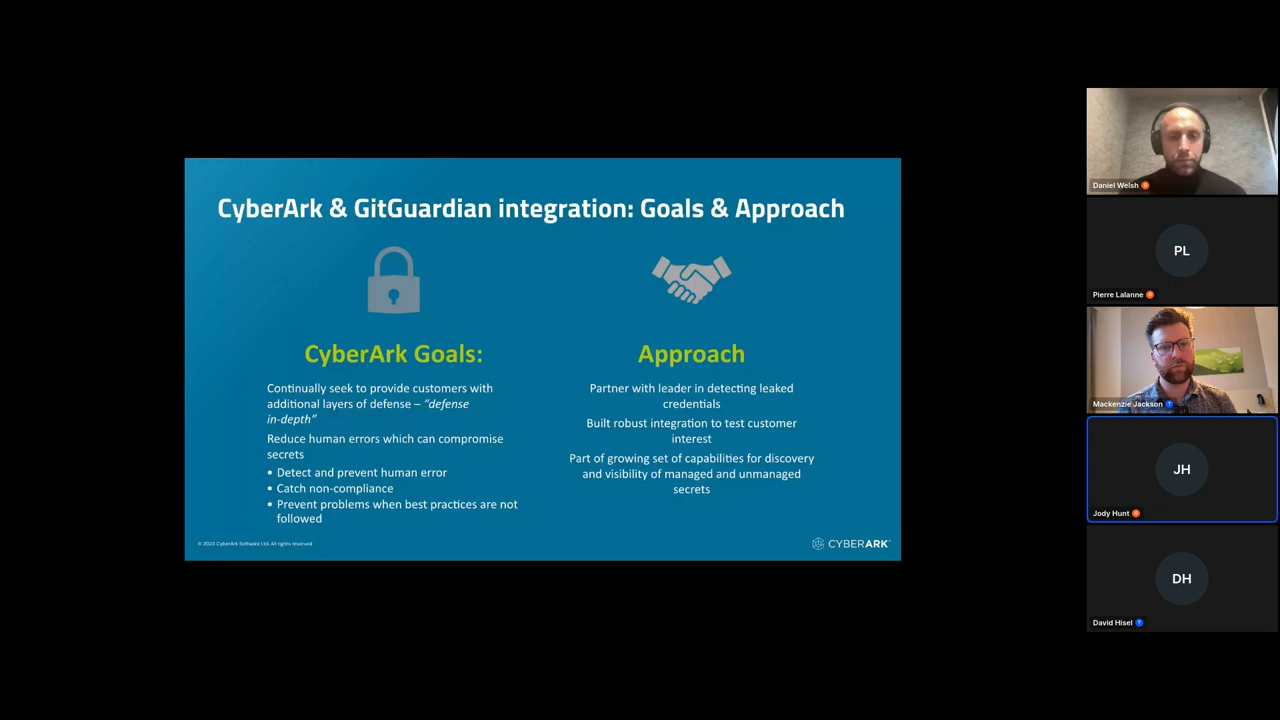 CyberArk & GitGuardian integration: Goals & Approach
CyberArk Goals:
Continually seek to provide customers with
additional layers of defense – “defense
in-depth”
Reduce human errors which can compromise
secrets
• Detect and prevent human error
• Catch non-compliance
• Prevent problems when best practices are not
followed
Approach
Partner with leader in detecting leaked
credentials
Built robust integration to test customer
interest
Part of growing set of capabilities for discovery
and visibility of managed and unmanaged
secrets
© 2023 CyberArk Software Ltd. All rights reserved
CYBERARK
Daniel Welsh
PL
Pierre Lalanne
Mackenzie Jackson
JH
Jody Hunt
DH
David Hisel